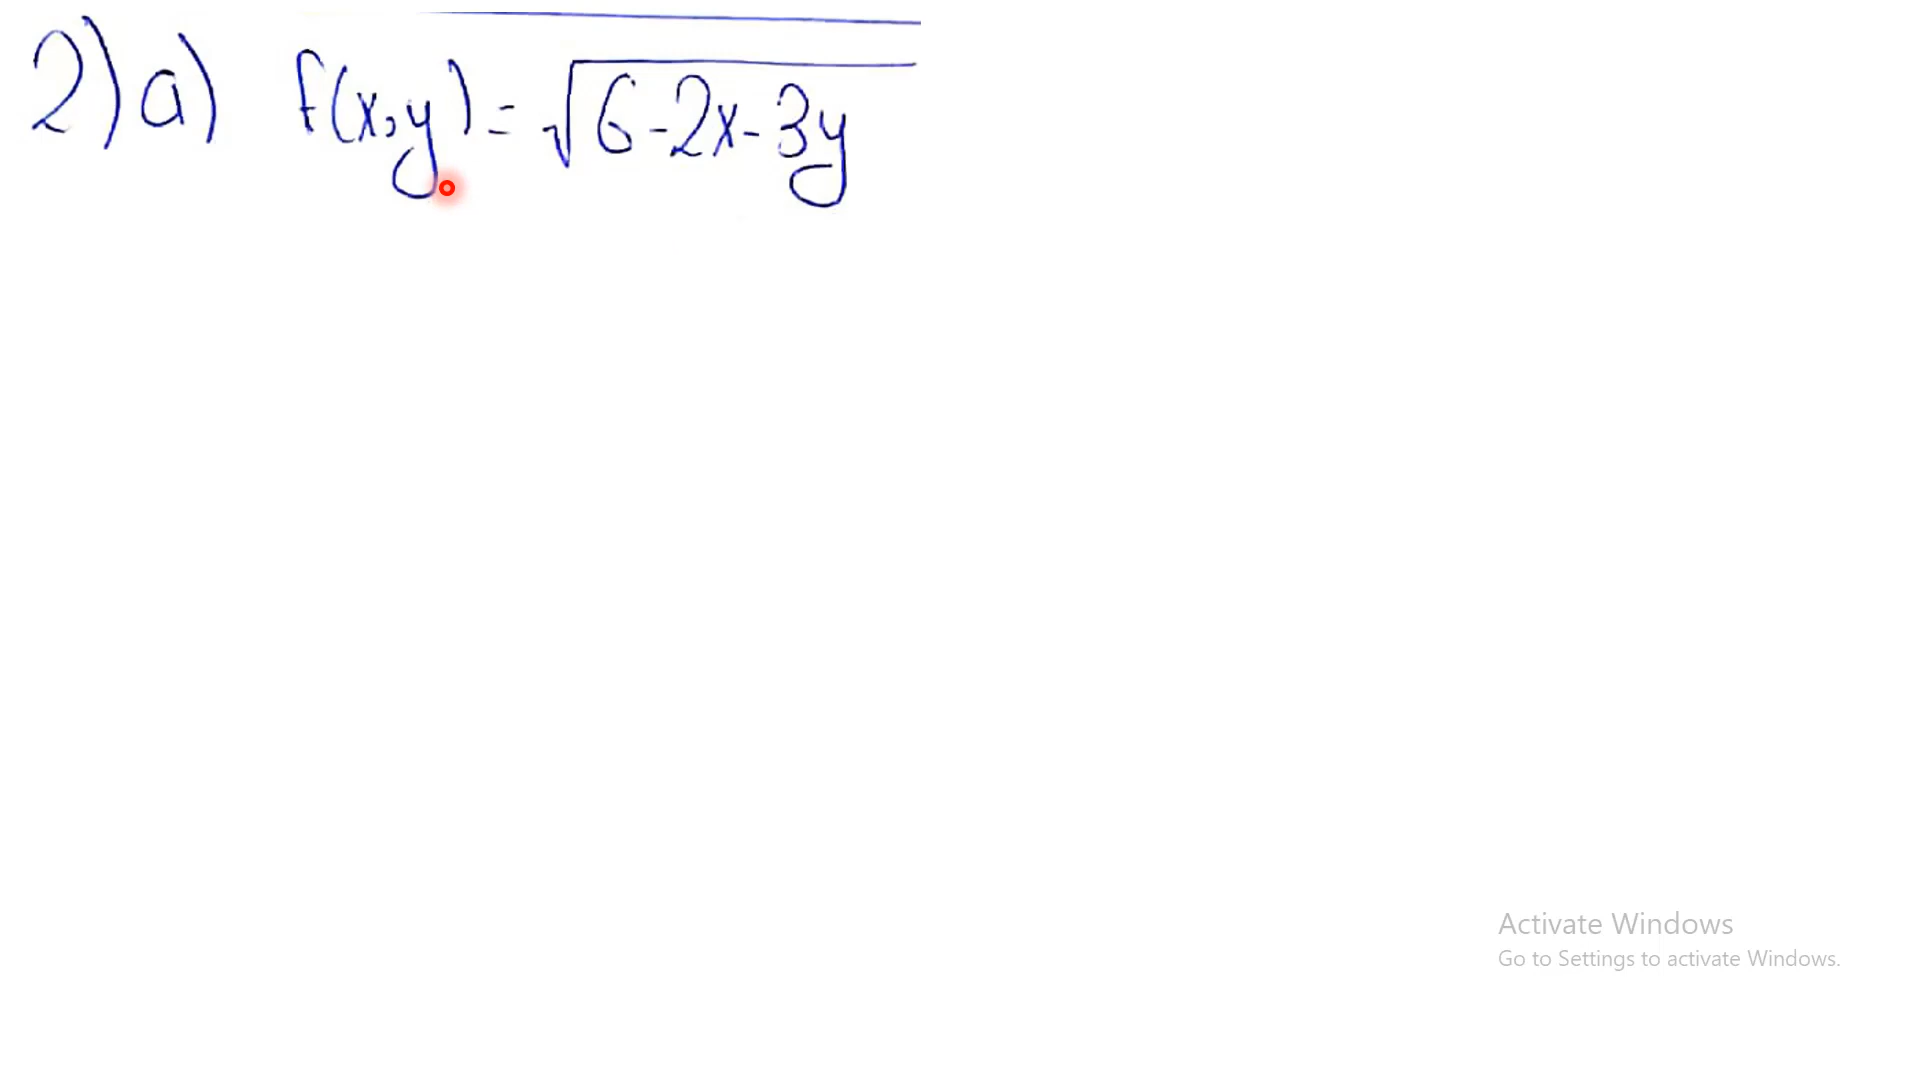 2) a) f(x,y) = √6-2x-3y
Activate Windows
Go to Settings to activate Windows.